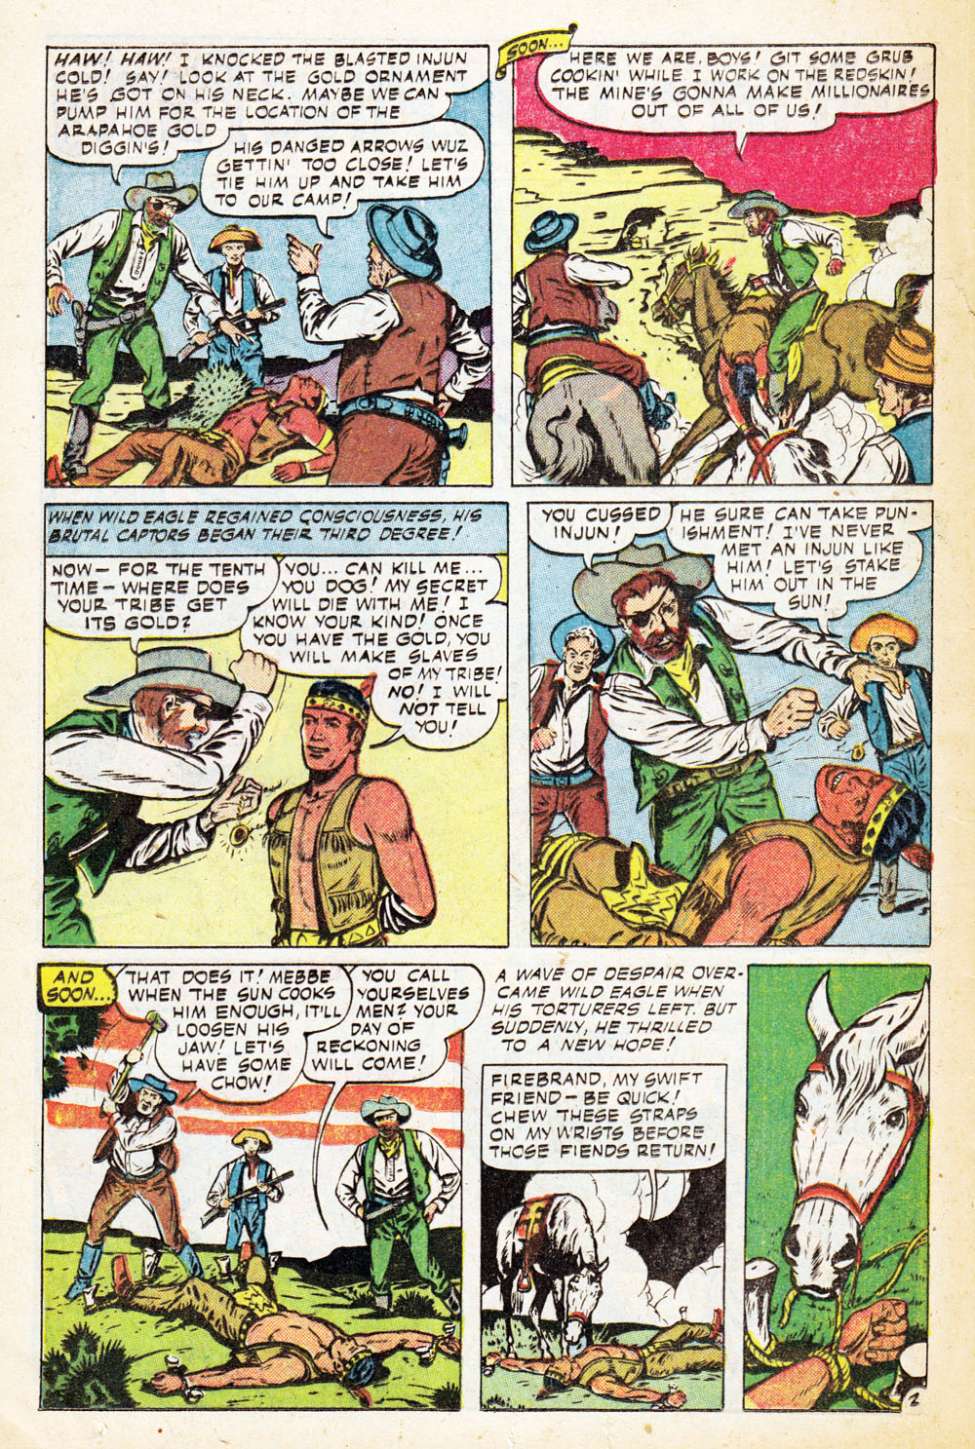 HAW! HAW! I KNOCKED THE BLASTED INJUN
COLD! SAY! LOOK AT THE GOLD ORNAMENT
HE'S GOT ON HIS NECK. MAYBE WE CAN
PUMP HIM FOR THE LOCATION OF THE
ARAPAHOE GOLD
DIGGIN'S!
HIS DANGED ARROWS WUZ
GETTIN' TOO CLOSE! LET'S
TIE HIM UP AND TAKE HIM
TO OUR CAMP!
SOON...
HERE WE ARE, BOYS! GIT SOME GRUB
COOKIN' WHILE I WORK ON THE REDSKIN!
THE MINE'S GONNA MAKE MILLIONAIRES
OUT OF ALL OF US!
WHEN WILD EAGLE REGAINED CONSCIOUSNESS, HIS
BRUTAL CAPTORS BEGAN THEIR THIRD DEGREE!
NOW- FOR THE TENTH
TIME- WHERE DOES
YOUR TRIBE GET
ITS GOLD?
YOU... CAN KILL ME...
YOU DOG! MY SECRET
WILL DIE WITH ME! I
KNOW YOUR KIND! ONCE
YOU HAVE THE GOLD, YOU
WILL MAKE SLAVES
OF MY TRIBE!
NO! I WILL
NOT TELL
YOU!
YOU CUSSED
INJUN!
HE SURE CAN TAKE PUN-
ISHMENT! I'VE NEVER
MET AN INJUN LIKE
HIM! LET'S STAKE
HIM OUT IN THE
SUN!
AND
SOON...
THAT DOES IT! MEBBE
WHEN THE SUN COOKS
HIM ENOUGH, IT'LL
LOOSEN HIS
JAW! LET'S
HAVE SOME
CHOW!
YOU CALL
YOURSELVES
MEN? YOUR
DAY OF
RECKONING
WILL COME!
A WAVE OF DESPAIR OVER-
CAME WILD EAGLE WHEN
HIS TORTURERS LEFT. BUT
SUDDENLY, HE THRILLED
TO A NEW HOPE!
FIREBRAND, MY SWIFT
FRIEND- BE QUICK!
CHEW THESE STRAPS
ON MY WRISTS BEFORE
THOSE FIENDS RETURN!
2